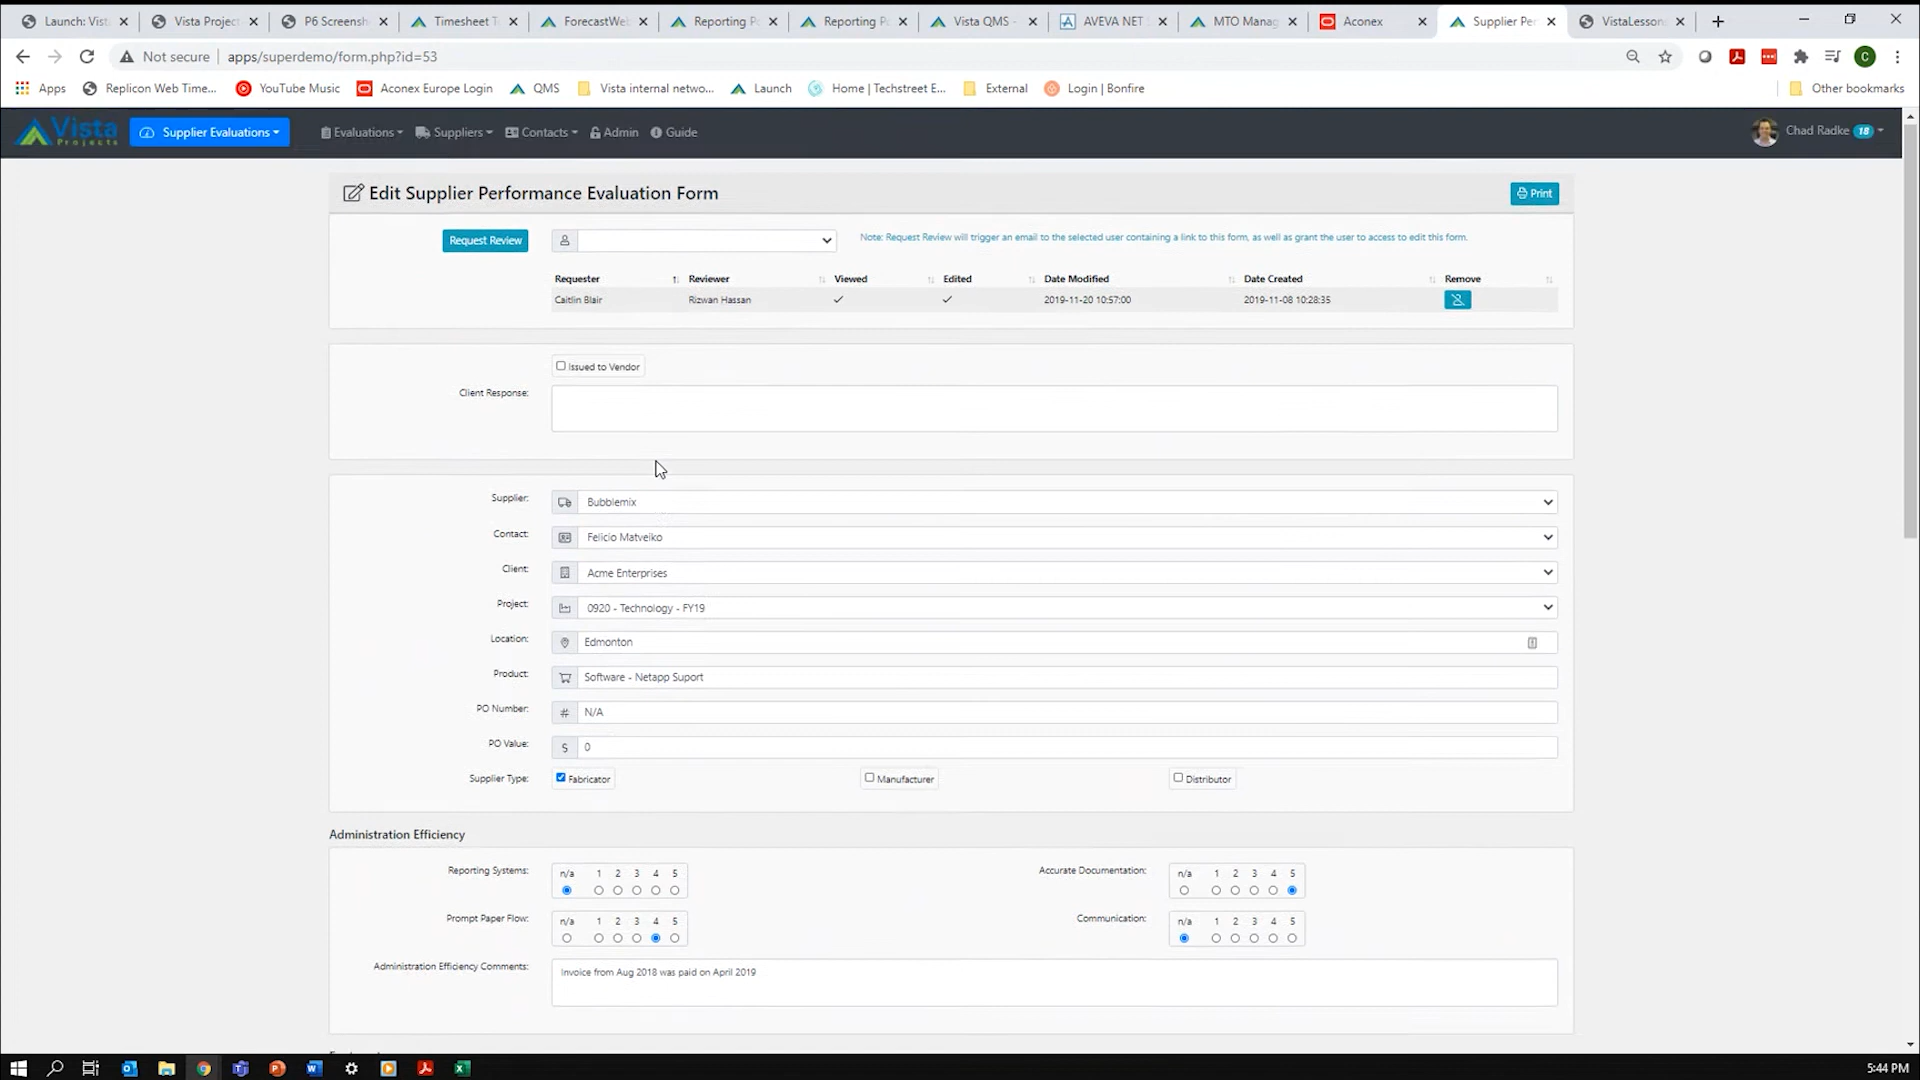 Launch: Vist
Vista Project
P6 Screensh
Timesheet T
ForecastWeb
Reporting Po
Reporting Po
Vista QMS -
AVEVA NET
MTO Manag
Aconex
Supplier Per
VistaLesson
Not secure
apps/superdemo/form.php?id=53
Apps
Replicon Web Time...
YouTube Music
Aconex Europe Login
QMS
Vista internal netwo...
Launch
Home | Techstreet E...
External
Login | Bonfire
Other bookmarks
Vista Projects
Supplier Evaluations
Evaluations
Suppliers
Contacts
Admin
Guide
Chad Radke 18
Edit Supplier Performance Evaluation Form
Print
Request Review
Note: Request Review will trigger an email to the selected user containing a link to this form, as well as grant the user to access to edit this form.
Requester Reviewer Viewed Edited Date Modified Date Created Remove
Caitlin Blair Rizwan Hassan 2019-11-20 10:57:00 2019-11-08 10:28:35
Issued to Vendor
Client Response:
Supplier: Bubblemix
Contact: Felicio Matveiko
Client: Acme Enterprises
Project: 0920 - Technology - FY19
Location: Edmonton
Product: Software - Netapp Suport
PO Number: # N/A
PO Value: $ 0
Supplier Type: Fabricator Manufacturer Distributor
Administration Efficiency
Reporting Systems: n/a 1 2 3 4 5
Accurate Documentation: n/a 1 2 3 4 5
Prompt Paper Flow: n/a 1 2 3 4 5
Communication: n/a 1 2 3 4 5
Administration Efficiency Comments: Invoice from Aug 2018 was paid on April 2019
5:44 PM